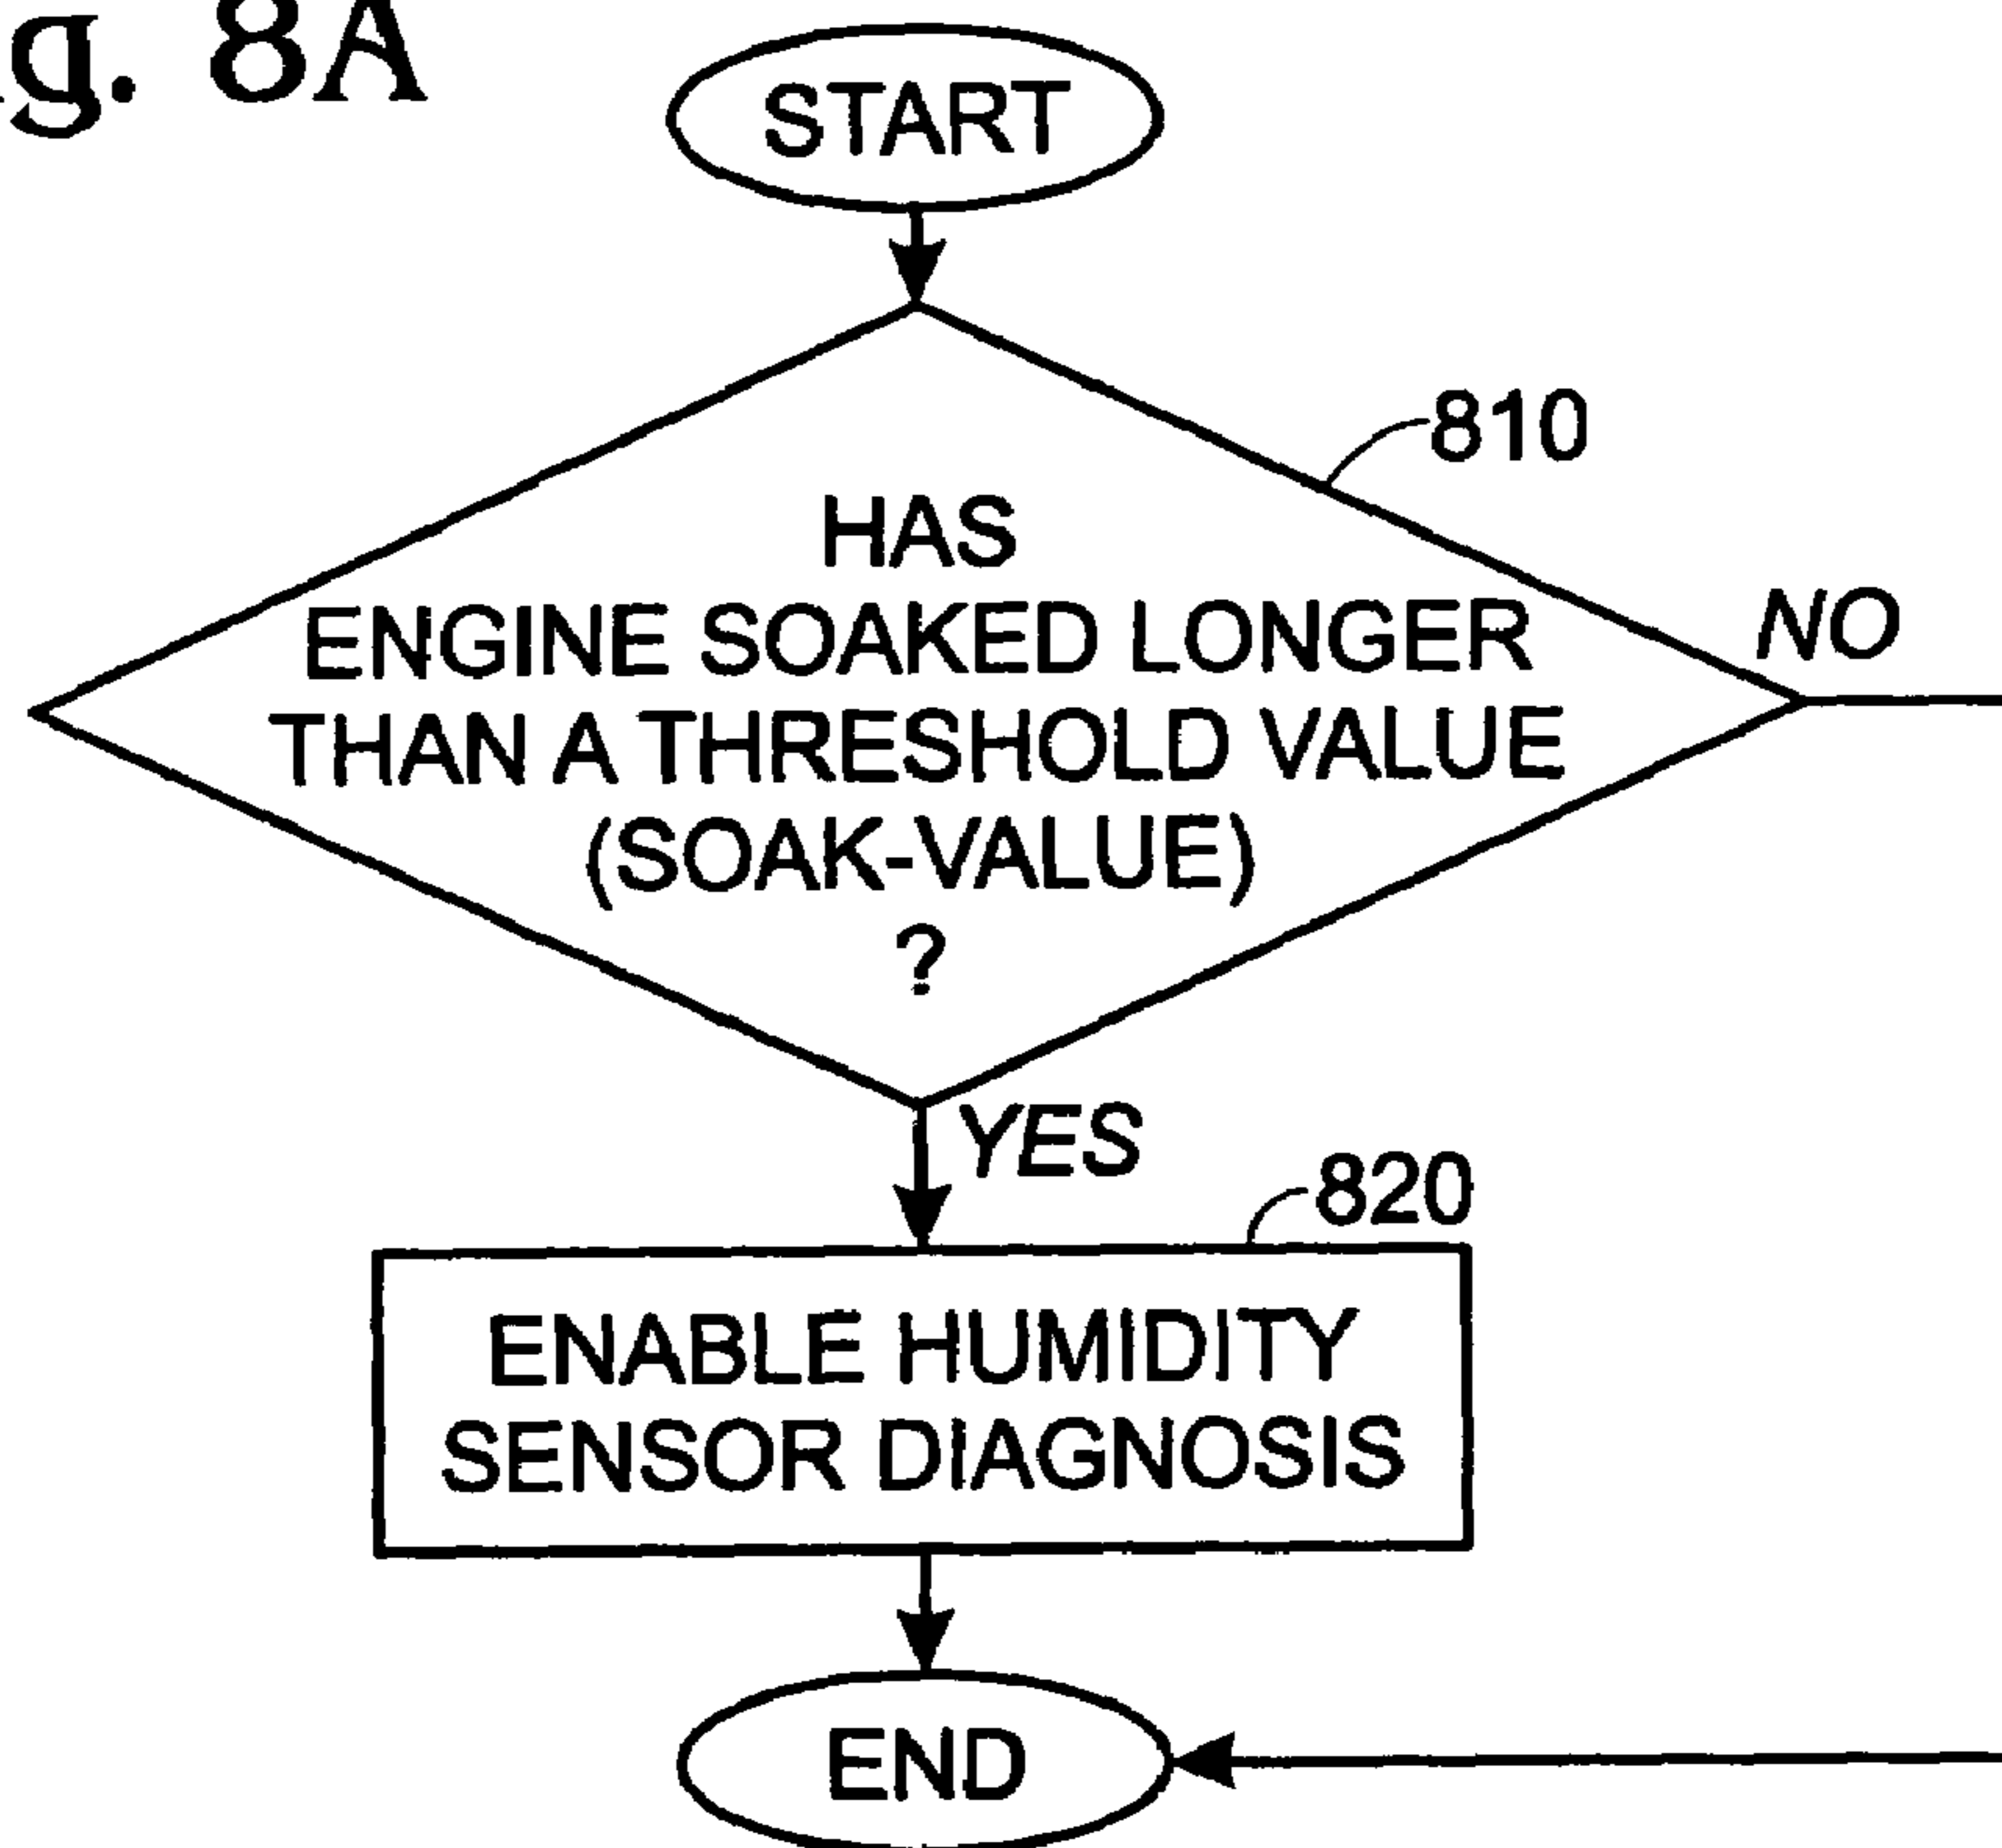 g. 8A
START
810
HAS
ENGINE SOAKED LONGER
THAN A THRESHOLD VALUE
(SOAK-VALUE)
?
NO
YES
820
ENABLE HUMIDITY
SENSOR DIAGNOSIS
END